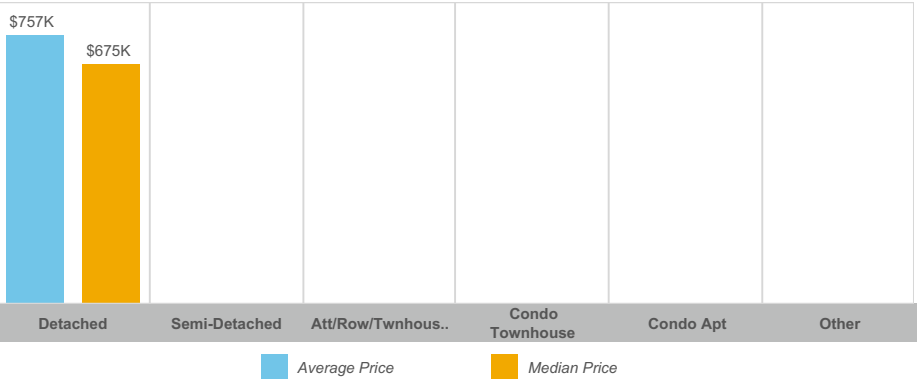 $757K
$675K
Detached
Semi-Detached
Att/Row/Twnhous..
Condo
Townhouse
Condo Apt
Other
Average Price
Median Price